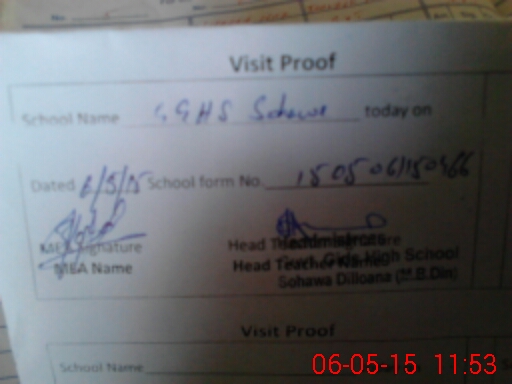 No.
Visit Proof
School Name GGHS Sohawa today on
Dated 6/5/15 School form No.
MEA Signature Head Teacher Signature
Headmistress
MEA Name Head Teacher Name
Govt. Girls High School
Sohawa Dilloana (M.B.Din)
Visit Proof
School Name
06-05-15 11:53